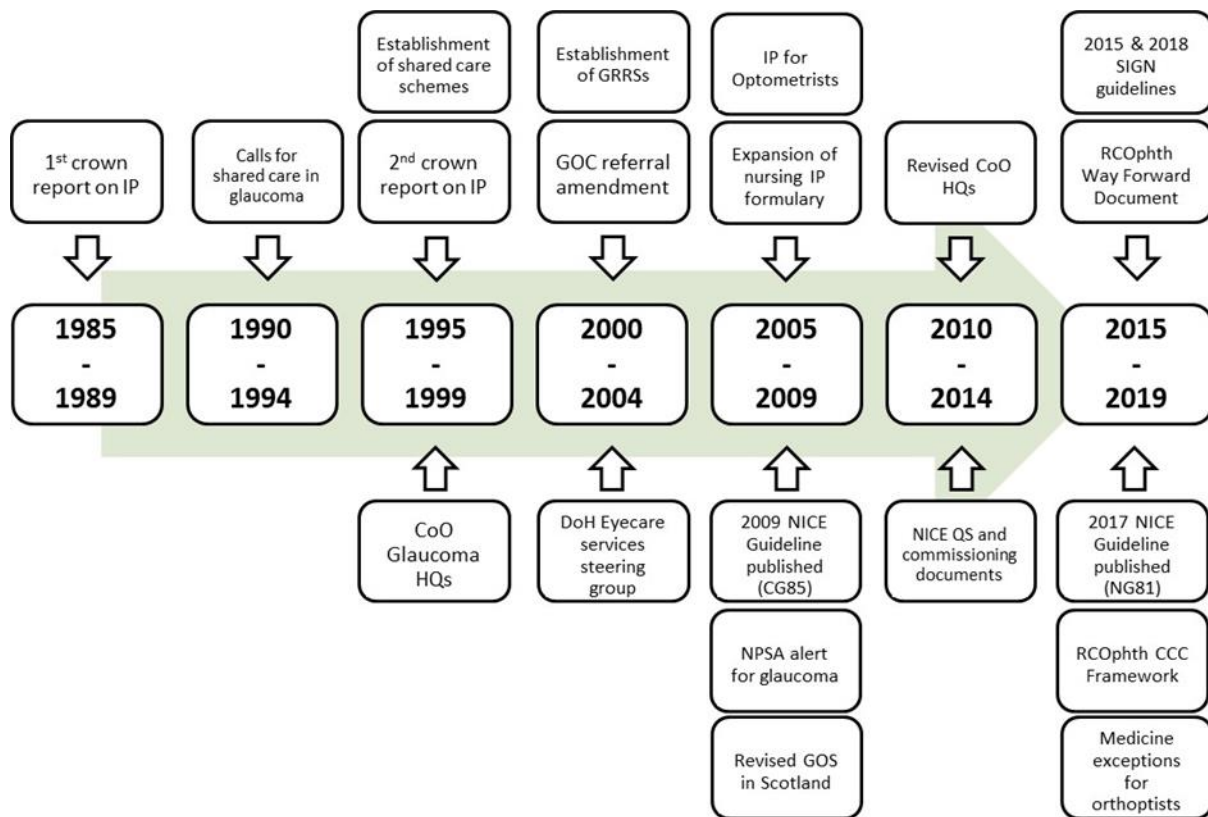 Establishment
of shared care
schemes
Establishment
of GRRSs
IP for
Optometrists
2015 & 2018
SIGN
guidelines
1st crown
report on IP
Calls for
shared care in
glaucoma
2nd crown
report on IP
GOC referral
amendment
Expansion of
nursing IP
formulary
Revised CoO
HQs
RCOphth
Way Forward
Document
1985
-
1989
1990
-
1994
1995
-
1999
2000
-
2004
2005
-
2009
2010
-
2014
2015
-
2019
CoO
Glaucoma
HQs
DoH Eyecare
services
steering
group
2009 NICE
Guideline
published
(CG85)
NICE QS and
commissioning
documents
2017 NICE
Guideline
published
(NG81)
NPSA alert
for glaucoma
RCOphth CCC
Framework
Revised GOS
in Scotland
Medicine
exceptions
for
orthoptists